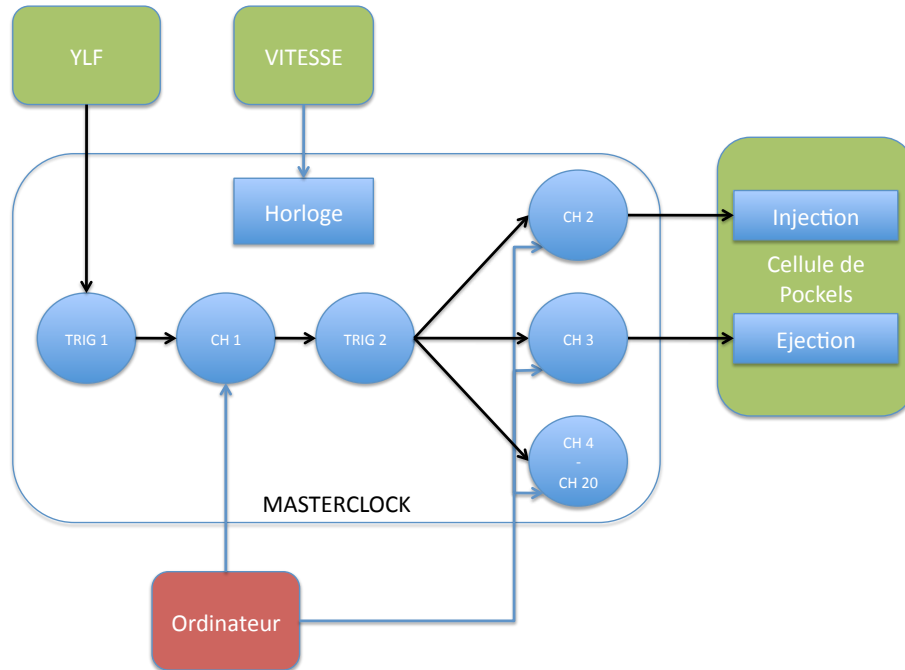 YLF
VITESSE
Horloge
CH 2
Injection
Cellule de
Pockels
TRIG 1
CH 1
TRIG 2
CH 3
Ejection
CH 4
-
CH 20
MASTERCLOCK
Ordinateur